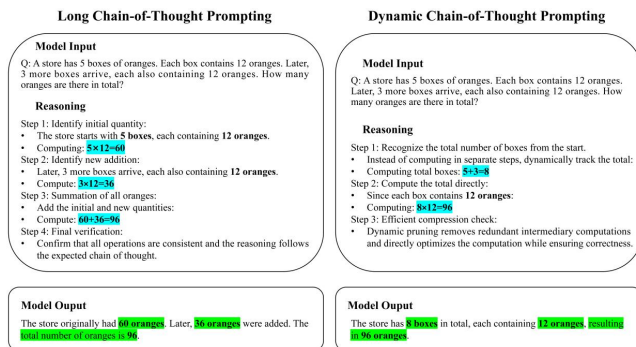 Long Chain-of-Thought Prompting
Model Input
Q: A store has 5 boxes of oranges. Each box contains 12 oranges. Later,
3 more boxes arrive, each also containing 12 oranges. How many
oranges are there in total?
Reasoning
Step 1: Identify initial quantity:
• The store starts with 5 boxes, each containing 12 oranges.
• Computing: 5×12=60
Step 2: Identify new addition:
• Later, 3 more boxes arrive, each also containing 12 oranges.
• Compute: 3×12=36
Step 3: Summation of all oranges:
• Add the initial and new quantities:
• Compute: 60+36=96
Step 4: Final verification:
• Confirm that all operations are consistent and the reasoning follows
the expected chain of thought.
Model Ouput
The store originally had 60 oranges. Later, 36 oranges were added. The
total number of oranges is 96.
Dynamic Chain-of-Thought Prompting
Model Input
Q: A store has 5 boxes of oranges. Each box contains 12 oranges.
Later, 3 more boxes arrive, each also containing 12 oranges. How
many oranges are there in total?
Reasoning
Step 1: Recognize the total number of boxes from the start.
• Instead of computing in separate steps, dynamically track the total:
• Computing total boxes: 5+3=8
Step 2: Compute the total directly:
• Since each box contains 12 oranges:
• Computing: 8×12=96
Step 3: Efficient compression check:
• Dynamic pruning removes redundant intermediary computations
and directly optimizes the computation while ensuring correctness.
Model Ouput
The store has 8 boxes in total, each containing 12 oranges, resulting
in 96 oranges.